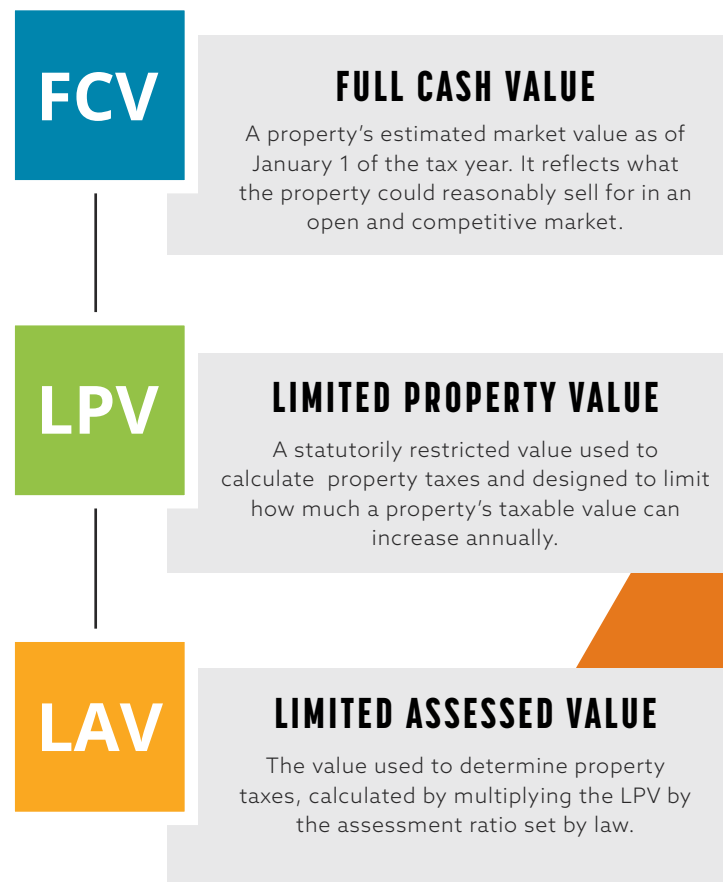 FCV
FULL CASH VALUE
A property’s estimated market value as of
January 1 of the tax year. It reflects what
the property could reasonably sell for in an
open and competitive market.
LPV
LIMITED PROPERTY VALUE
A statutorily restricted value used to
calculate  property taxes and designed to limit
how much a property’s taxable value can
increase annually.
LAV
LIMITED ASSESSED VALUE
The value used to determine property
taxes, calculated by multiplying the LPV by
the assessment ratio set by law.